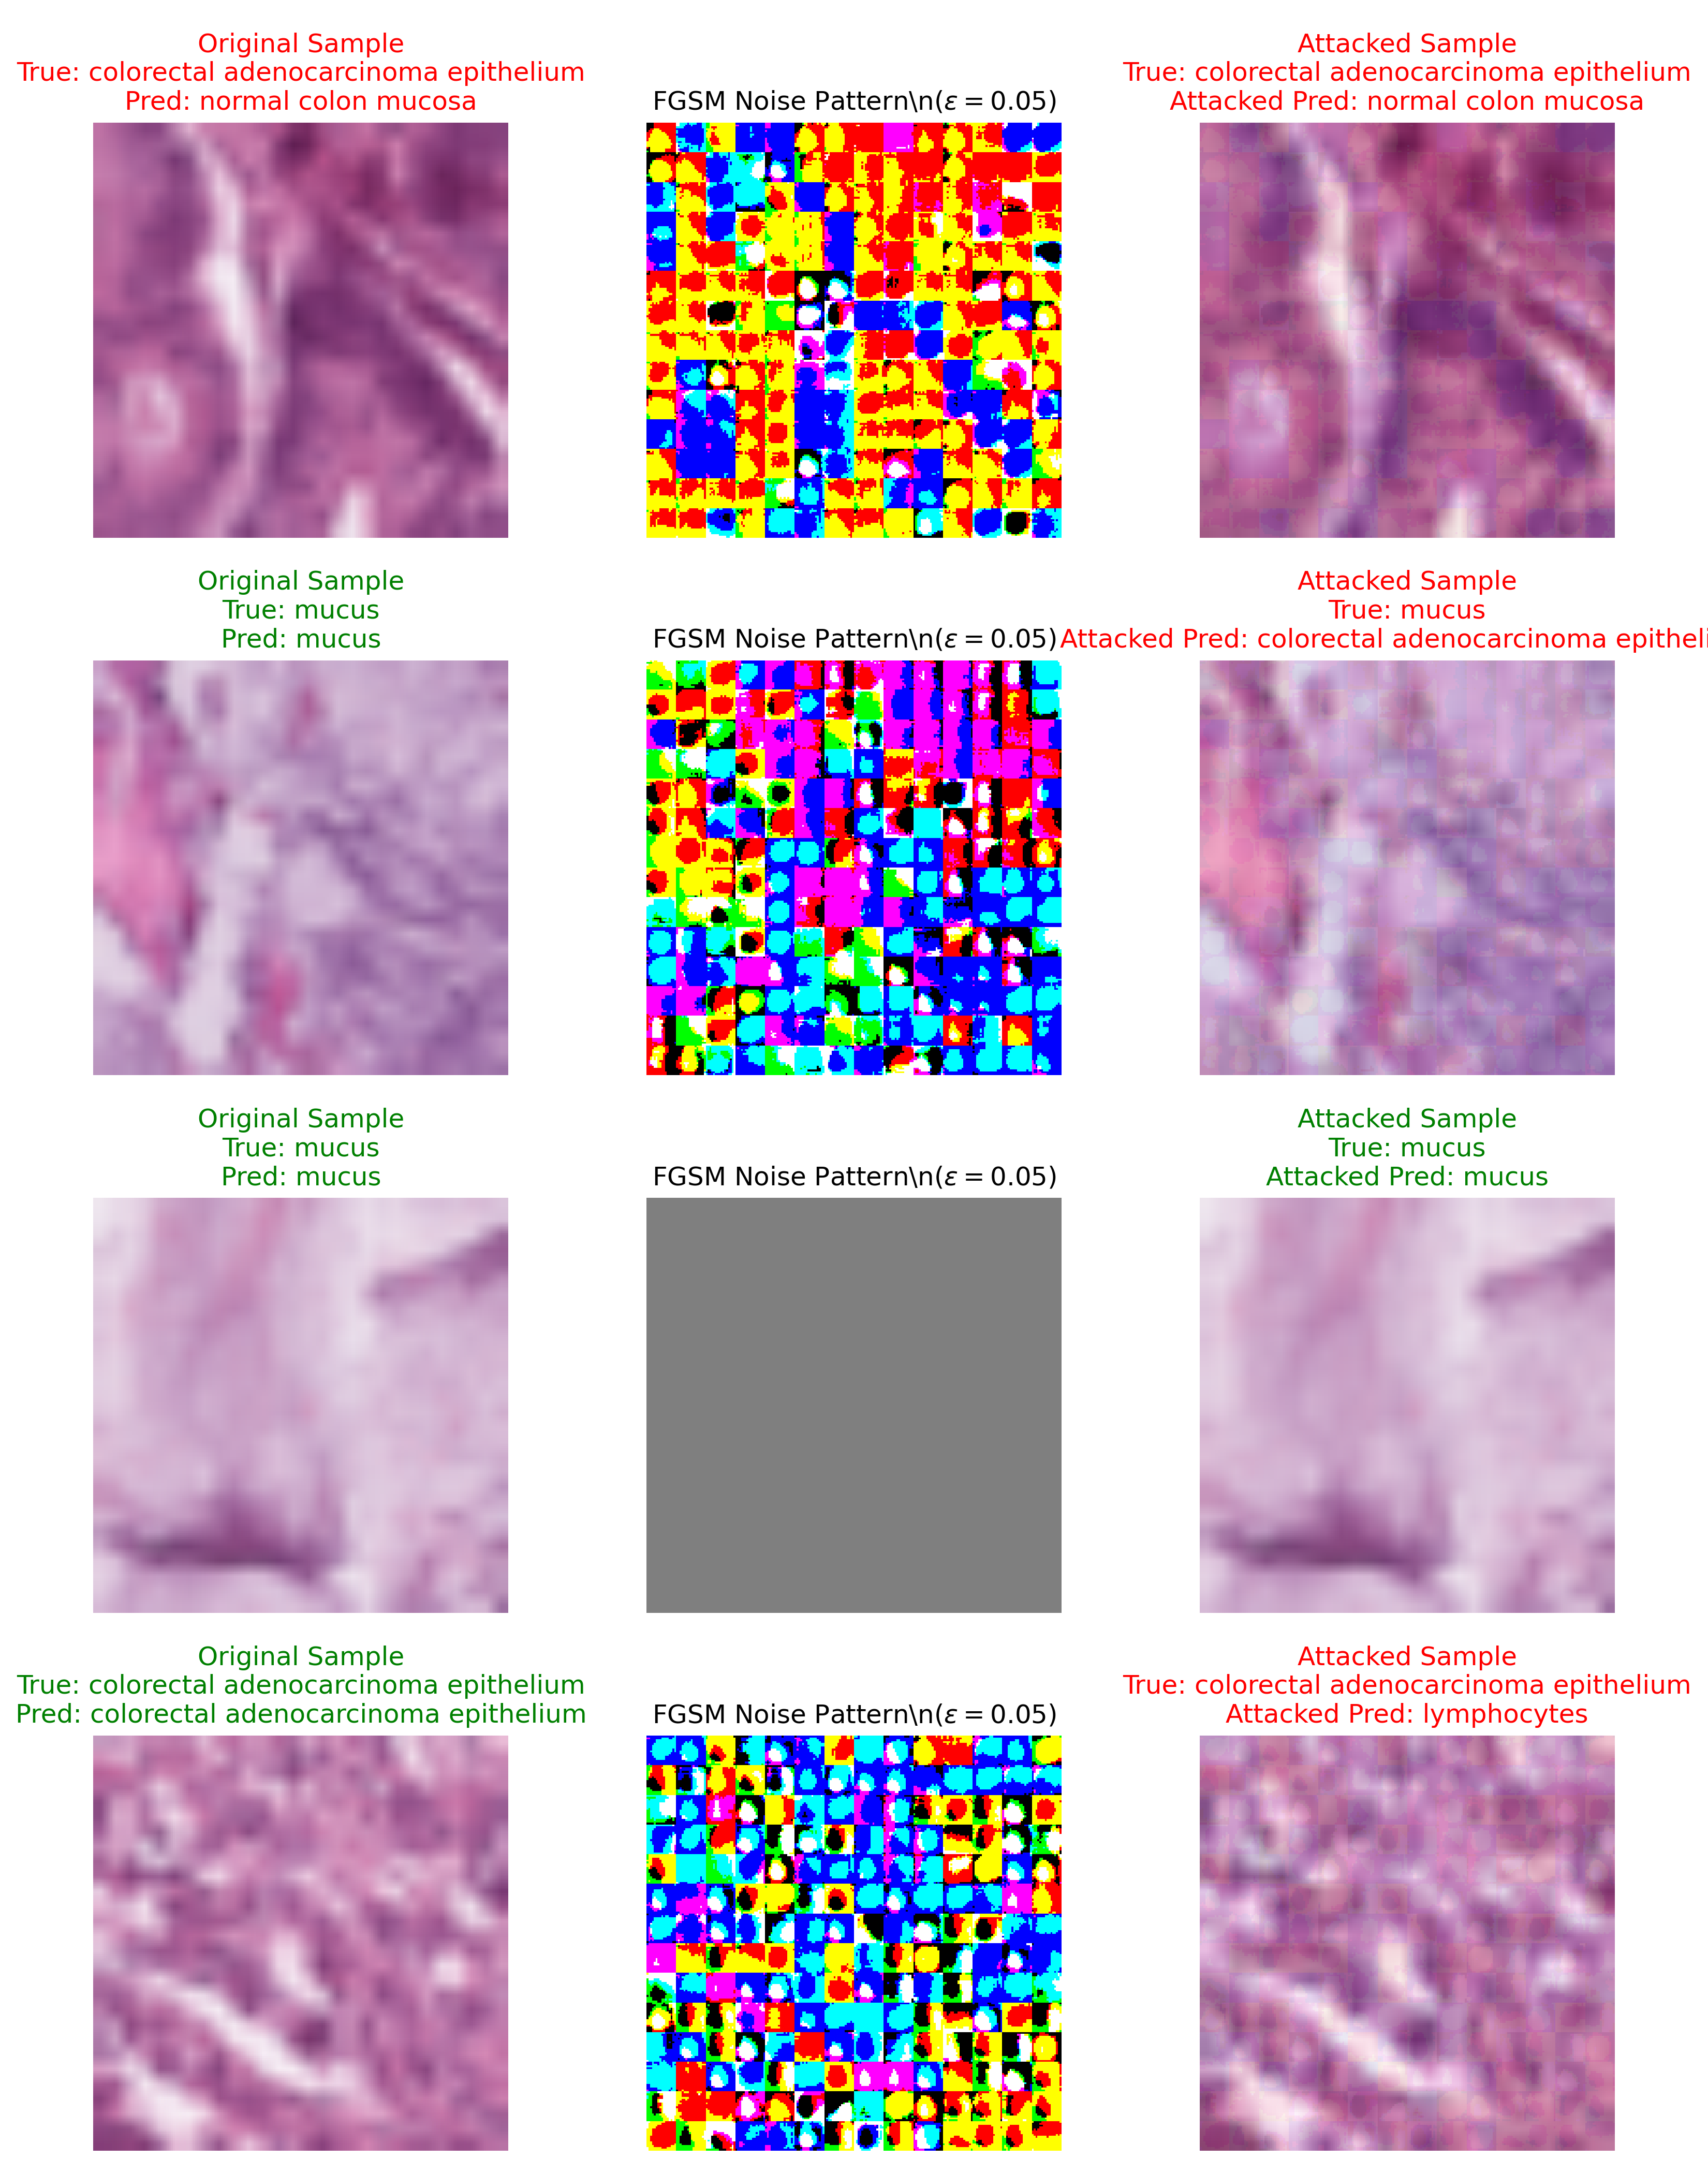 Original Sample
True: colorectal adenocarcinoma epithelium
Pred: normal colon mucosa
FGSM Noise Pattern\n(ε = 0.05)
Attacked Sample
True: colorectal adenocarcinoma epithelium
Attacked Pred: normal colon mucosa
Original Sample
True: mucus
Pred: mucus
FGSM Noise Pattern\n(ε = 0.05)
Attacked Sample
True: mucus
Attacked Pred: colorectal adenocarcinoma epitheli
Original Sample
True: mucus
Pred: mucus
FGSM Noise Pattern\n(ε = 0.05)
Attacked Sample
True: mucus
Attacked Pred: mucus
Original Sample
True: colorectal adenocarcinoma epithelium
Pred: colorectal adenocarcinoma epithelium
FGSM Noise Pattern\n(ε = 0.05)
Attacked Sample
True: colorectal adenocarcinoma epithelium
Attacked Pred: lymphocytes